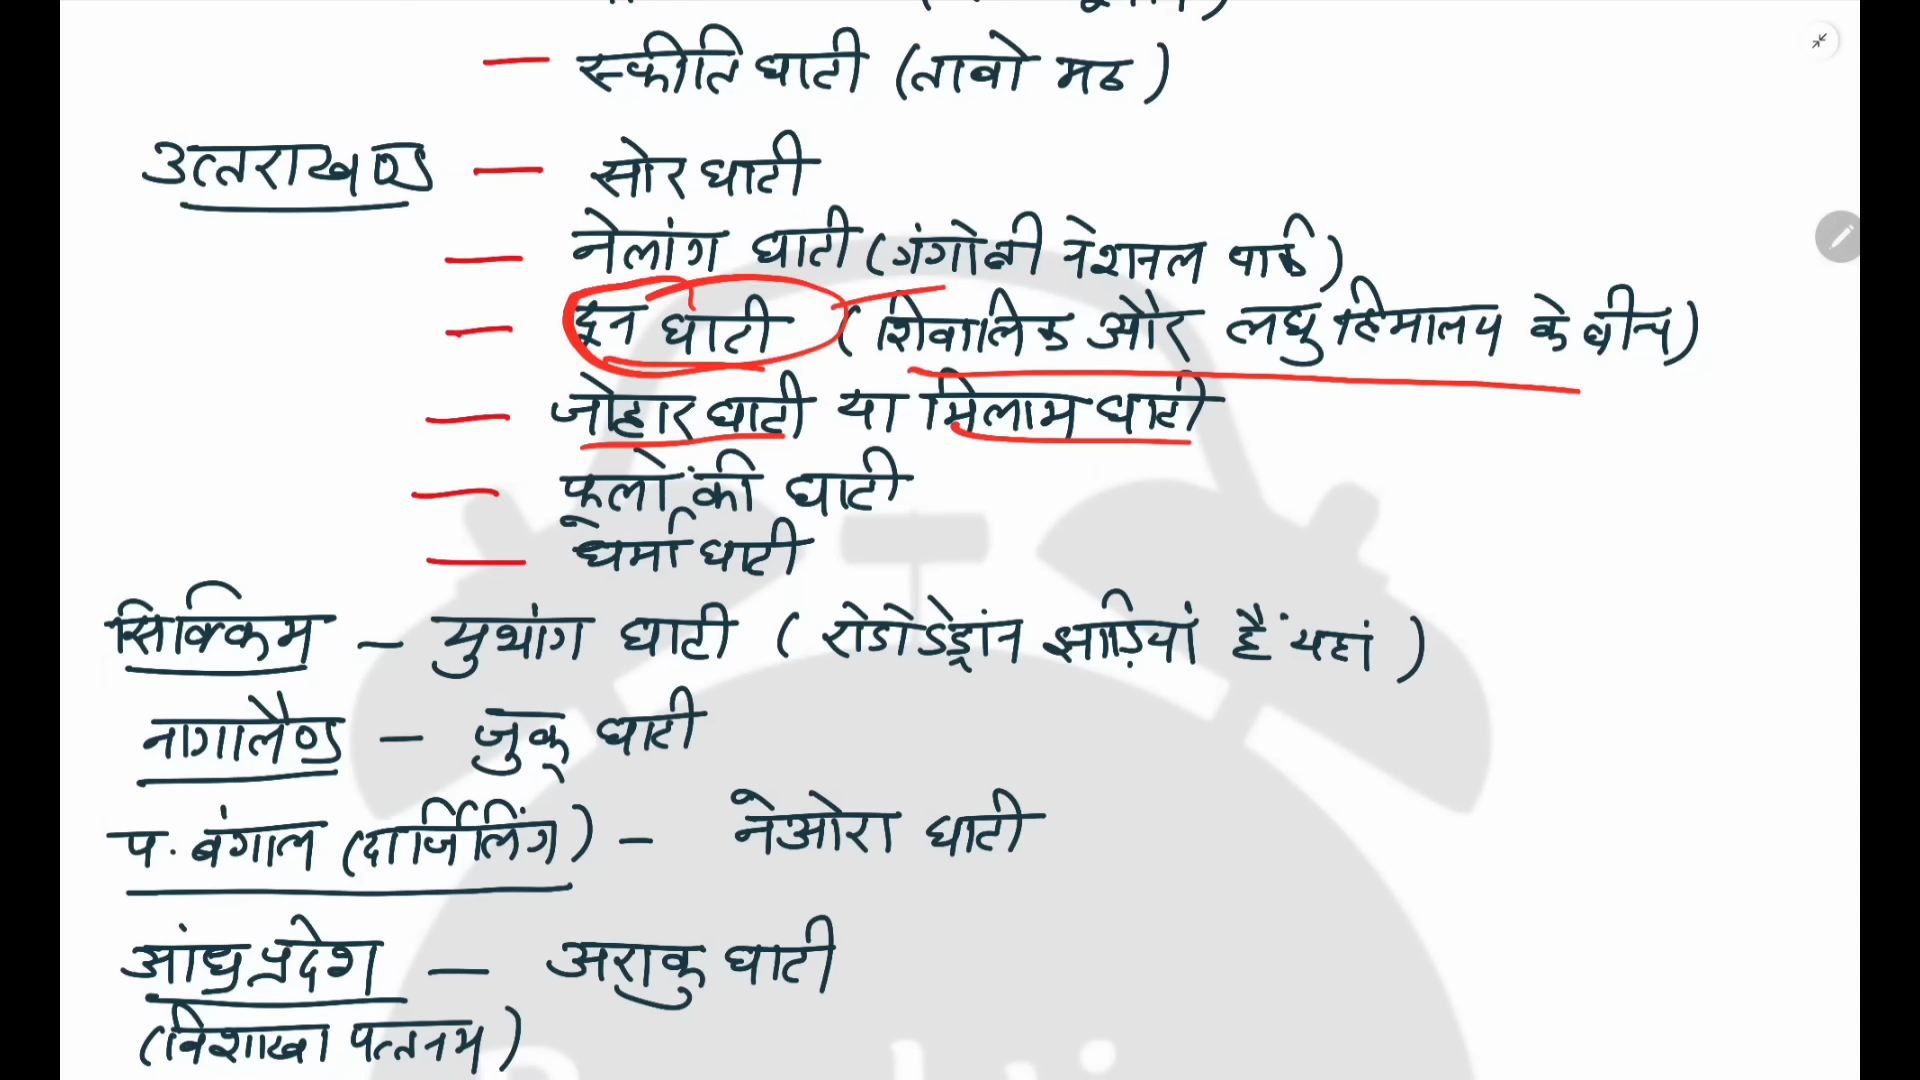 — स्फीति घाटी (तावो मठ)
उत्तराखण्ड — सोर घाटी
— नेलांग घाटी (गंगोत्री नेशनल पार्क)
— दून घाटी (शिवालिक और लघु हिमालय के बीच)
— जोहार घाटी या मिलाम घाटी
— फूलों की घाटी
— धर्मा घाटी
सिक्किम — युथांग घाटी ( रोडोडेड्रांन झाड़ियां हैं यहां )
नागालैण्ड — जुकू घाटी
प. बंगाल (दार्जिलिंग) — नेओरा घाटी
आंध्रप्रदेश — अराकु घाटी
(विशाखा पत्तनम)